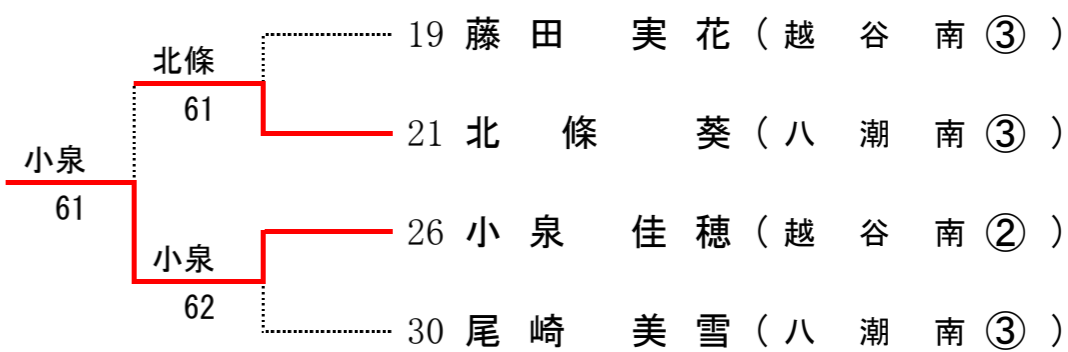 19 藤田 実花(越谷南③)
北條
61
21 北條 葵(八潮南③)
小泉
61
26 小泉 佳穂(越谷南②)
小泉
62
30 尾崎 美雪(八潮南③)